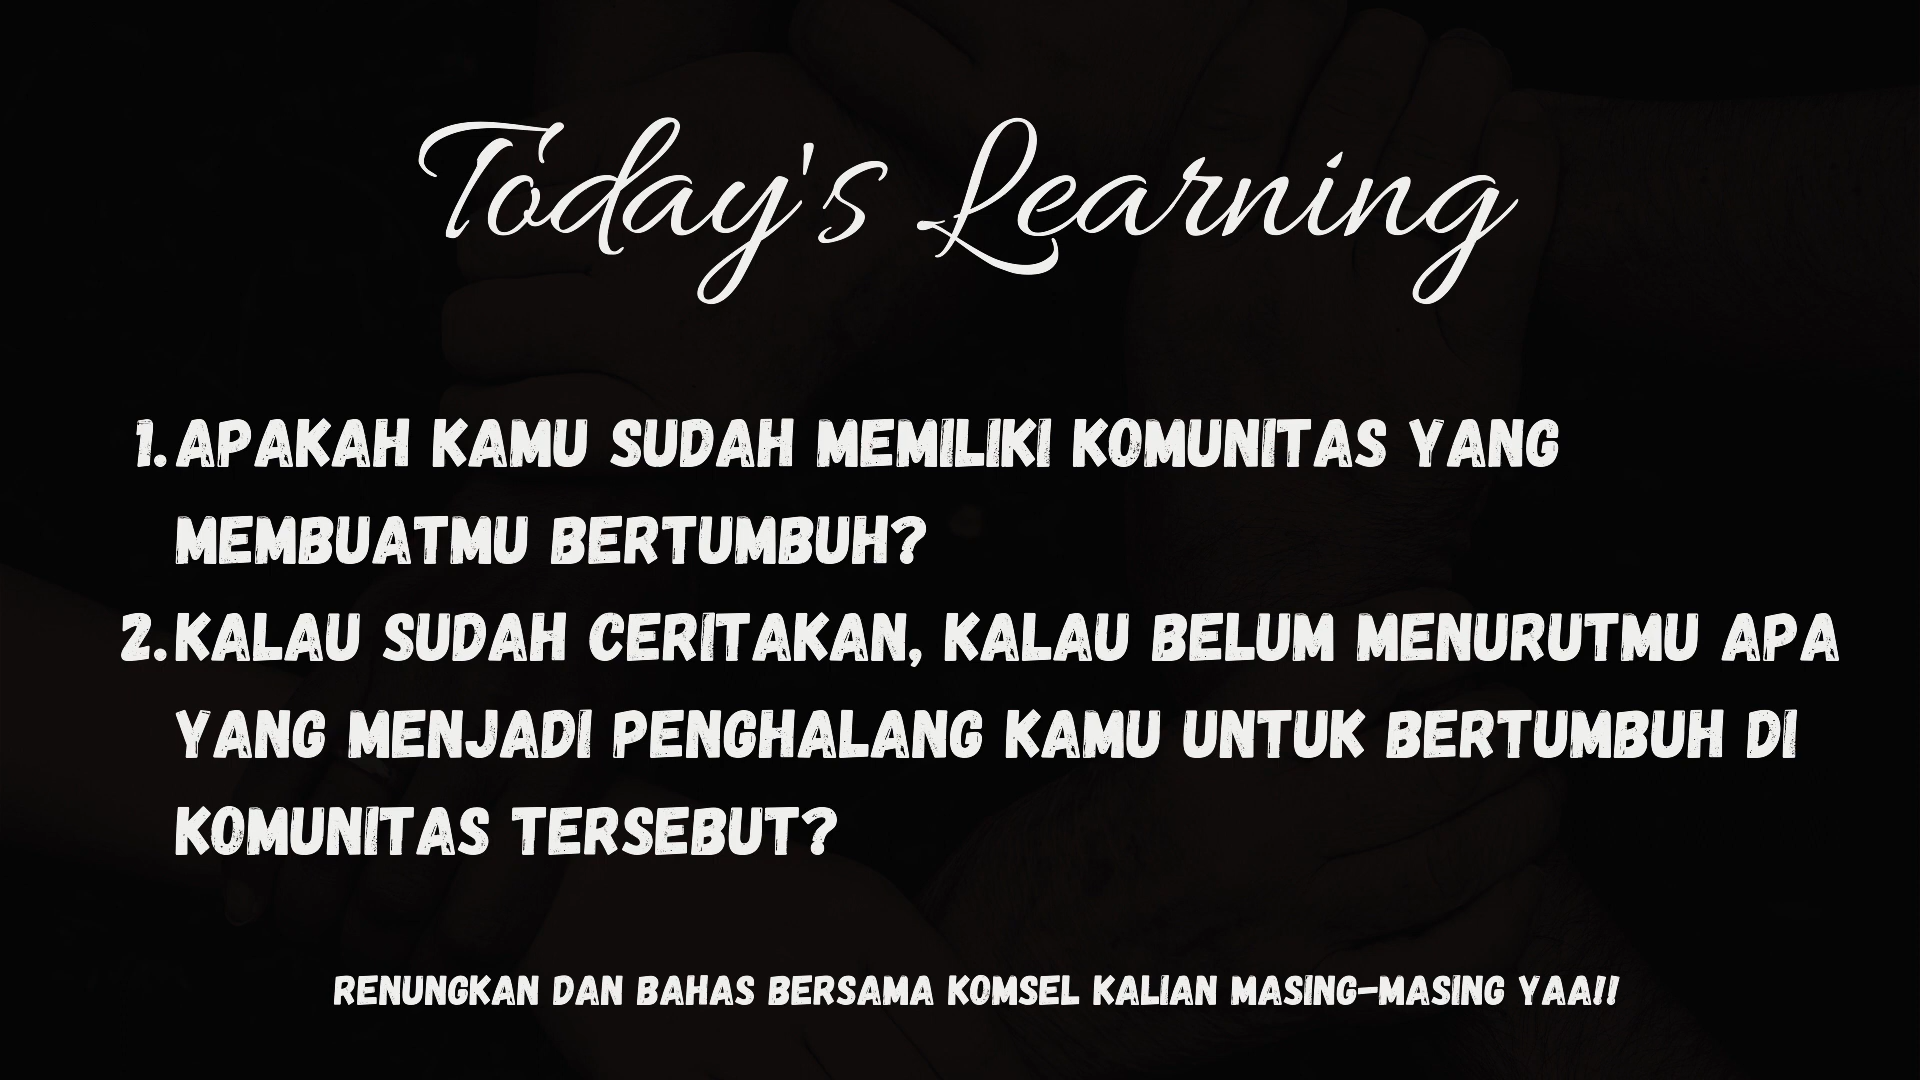 Today's Learning
1. APAKAH KAMU SUDAH MEMILIKI KOMUNITAS YANG
MEMBUATMU BERTUMBUH?
2. KALAU SUDAH CERITAKAN, KALAU BELUM MENURUTMU APA
YANG MENJADI PENGHALANG KAMU UNTUK BERTUMBUH DI
KOMUNITAS TERSEBUT?
RENUNGKAN DAN BAHAS BERSAMA KOMSEL KALIAN MASING-MASING YAA!!